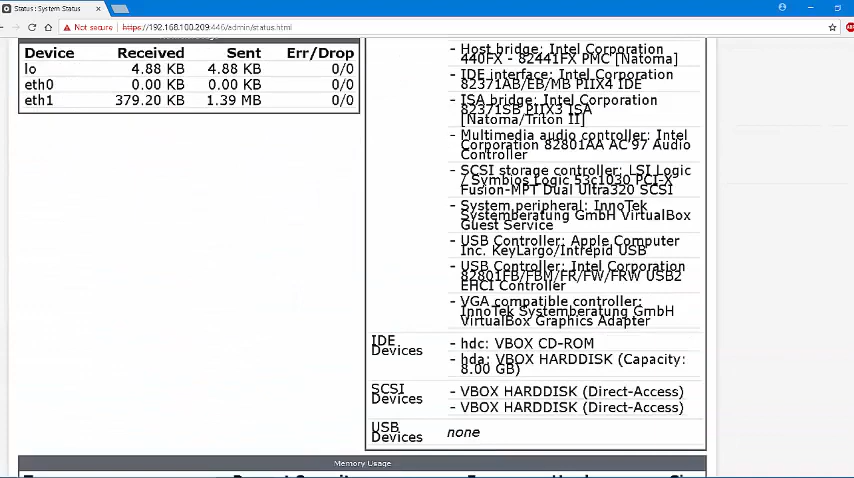 Status : System Status
Not secure
https://192.168.100.209:446/admin/status.html
Device Received Sent Err/Drop
lo 4.88 KB 4.88 KB 0/0
eth0 0.00 KB 0.00 KB 0/0
eth1 379.20 KB 1.39 MB 0/0
- Host bridge: Intel Corporation
440FX - 82441FX PMC [Natoma]
- IDE interface: Intel Corporation
82371AB/EB/MB PIIX4 IDE
- ISA bridge: Intel Corporation
82371SB PIIX3 ISA
[Natoma/Triton II]
- Multimedia audio controller: Intel
Corporation 82801AA AC'97 Audio
Controller
- SCSI storage controller: LSI Logic
/ Symbios Logic 53c1030 PCI-X
Fusion-MPT Dual Ultra320 SCSI
- System peripheral: InnoTek
Systemberatung GmbH VirtualBox
Guest Service
- USB Controller: Apple Computer
Inc. KeyLargo/Intrepid USB
- USB Controller: Intel Corporation
82801FB/FBM/FR/FW/FRW USB2
EHCI Controller
- VGA compatible controller:
InnoTek Systemberatung GmbH
VirtualBox Graphics Adapter
IDE
Devices
- hdc: VBOX CD-ROM
- hda: VBOX HARDDISK (Capacity:
8.00 GB)
SCSI
Devices
- VBOX HARDDISK (Direct-Access)
- VBOX HARDDISK (Direct-Access)
USB
Devices
none
Memory Usage